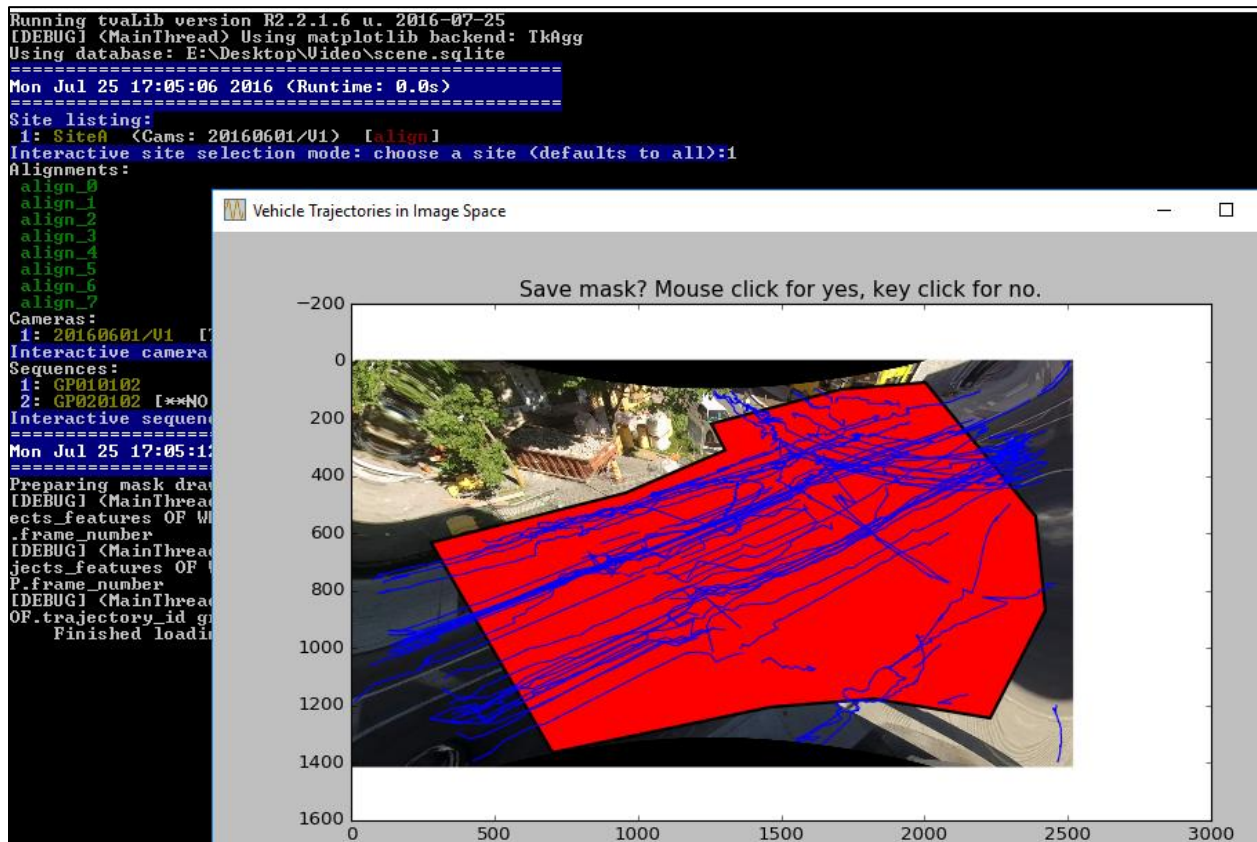 Running tvaLib version R2.2.1.6 u. 2016-07-25
[DEBUG] (MainThread) Using matplotlib backend: TkAgg
Using database: E:\Desktop\Video\scene.sqlite
=====================================================
Mon Jul 25 17:05:06 2016 (Runtime: 0.0s)
=====================================================
Site listing:
1: SiteA (Cams: 20160601/V1) [align]
Interactive site selection mode: choose a site (defaults to all):1
Alignments:
align_0
align_1
align_2
align_3
align_4
align_5
align_6
align_7
Cameras:
1: 20160601/V1
Interactive camera
Sequences:
1: GP010102
2: GP020102 [**NO
Interactive sequen
Mon Jul 25 17:05:12
Preparing mask dra
[DEBUG] (MainThread
ects_features OF W
.frame_number
[DEBUG] (MainThread
jects_features OF
P.frame_number
[DEBUG] (MainThread
OF.trajectory_id g
Finished loadin
Vehicle Trajectories in Image Space
Save mask? Mouse click for yes, key click for no.
−200
0
200
400
600
800
1000
1200
1400
1600
0 500 1000 1500 2000 2500 3000